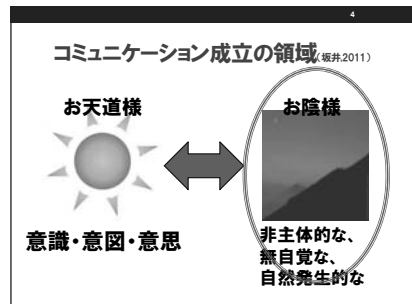 4
コミュニケーション成立の領域(坂井2011)
お天道様
お陰様
意識・意図・意思
非主体的な、
無自覚な、
自然発生的な